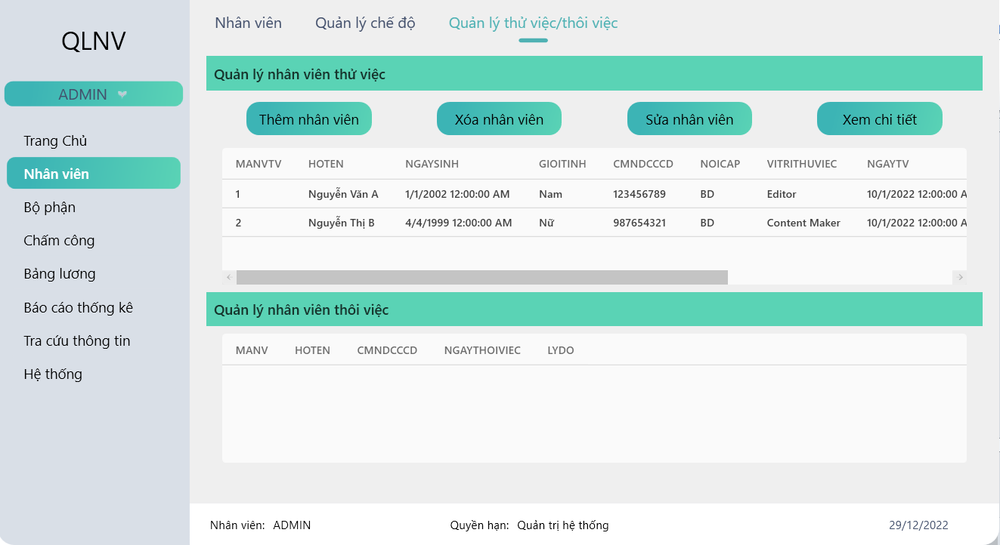 QLNV
ADMIN
Trang Chủ
Nhân viên
Bộ phận
Chấm công
Bảng lương
Báo cáo thống kê
Tra cứu thông tin
Hệ thống
Nhân viên Quản lý chế độ Quản lý thử việc/thôi việc
Quản lý nhân viên thử việc
Thêm nhân viên Xóa nhân viên Sửa nhân viên Xem chi tiết
MANVTV HOTEN NGAYSINH GIOITINH CMNDCCCD NOICAP VITRITHUVIEC NGAYTV
1 Nguyễn Văn A 1/1/2002 12:00:00 AM Nam 123456789 BD Editor 10/1/2022 12:00:00 A
2 Nguyễn Thị B 4/4/1999 12:00:00 AM Nữ 987654321 BD Content Maker 10/1/2022 12:00:00 A
Quản lý nhân viên thôi việc
MANV HOTEN CMNDCCCD NGAYTHOIVIEC LYDO
Nhân viên: ADMIN Quyền hạn: Quản trị hệ thống 29/12/2022